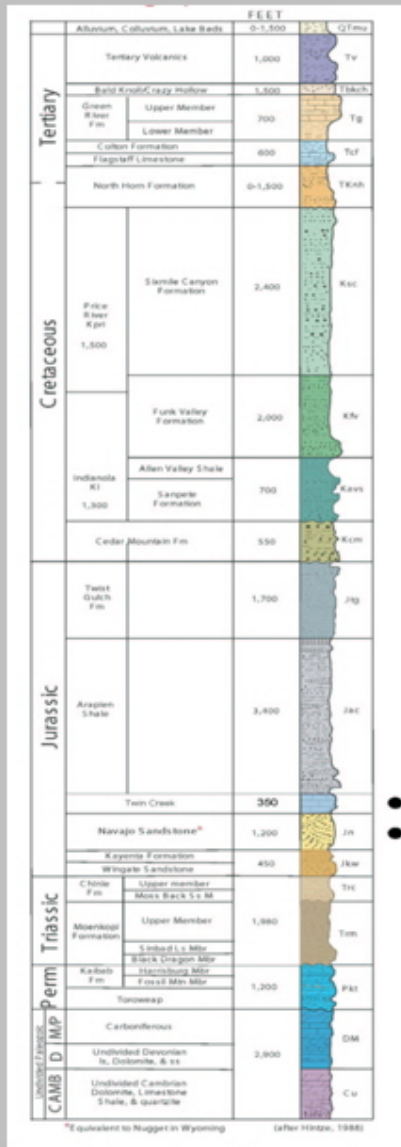 FEET
Alluvium, Colluvium, Lake Beds 0-1,500 QTmu
Tertiary
Tertiary Volcanics 1,000 Tv
Bald Knoll/Crazy Hollow 1,500 Tbkch
Green River Fm
Upper Member
Lower Member
700 Tg
Colton Formation
Flagstaff Limestone
600 Tcf
North Horn Formation 0-1,500 TKnh
Cretaceous
Price
River
Kpri
1,500
Sixmile Canyon
Formation
2,400 Ksc
Funk Valley
Formation
2,000 Kfv
Indianola
KI
1,300
Allen Valley Shale
Sanpete
Formation
700 Kavs
Cedar Mountain Fm 550 Kcm
Jurassic
Twist
Gulch
Fm
1,700 Jtg
Arapien
Shale
3,400 Jac
Twin Creek 350
Navajo Sandstone* 1,200 Jn
Kayenta Formation
Wingate Sandstone
450 Jkw
Triassic
Chinle
Fm
Upper member
Moss Back Ss M
Trc
Moenkopi
Formation
Upper Member
Sinbad Ls Mbr
Black Dragon Mbr
1,980 Trm
Perm
Kaibab
Fm
Harrisburg Mbr
Fossil Mtn Mbr
Toroweap
1,200 Pkt
Undivided Paleozoic
M/P
Carboniferous
D
Undivided Devonian
ls, Dolomite, & ss
2,800 DM
CAMB
Undivided Cambrian
Dolomite, Limestone
Shale, & quartzite
Cu
*Equivalent to Nugget in Wyoming (after Hintze, 1988)